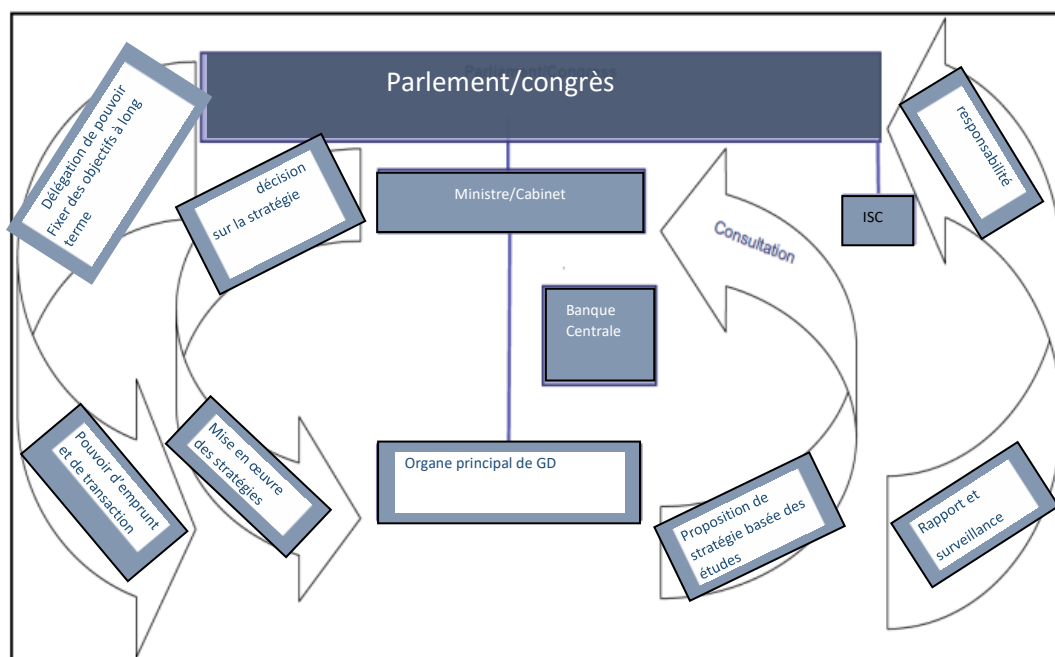 Parlement/congrès
Délégation de pouvoir
Fixer des objectifs à long
terme
décision
sur la stratégie
Ministre/Cabinet
responsabilité
ISC
Consultation
Banque
Centrale
Pouvoir d'emprunt
et de transaction
Mise en œuvre
des stratégies
Organe principal de GD
Proposition de
stratégie basée des
études
Rapport et
surveillance